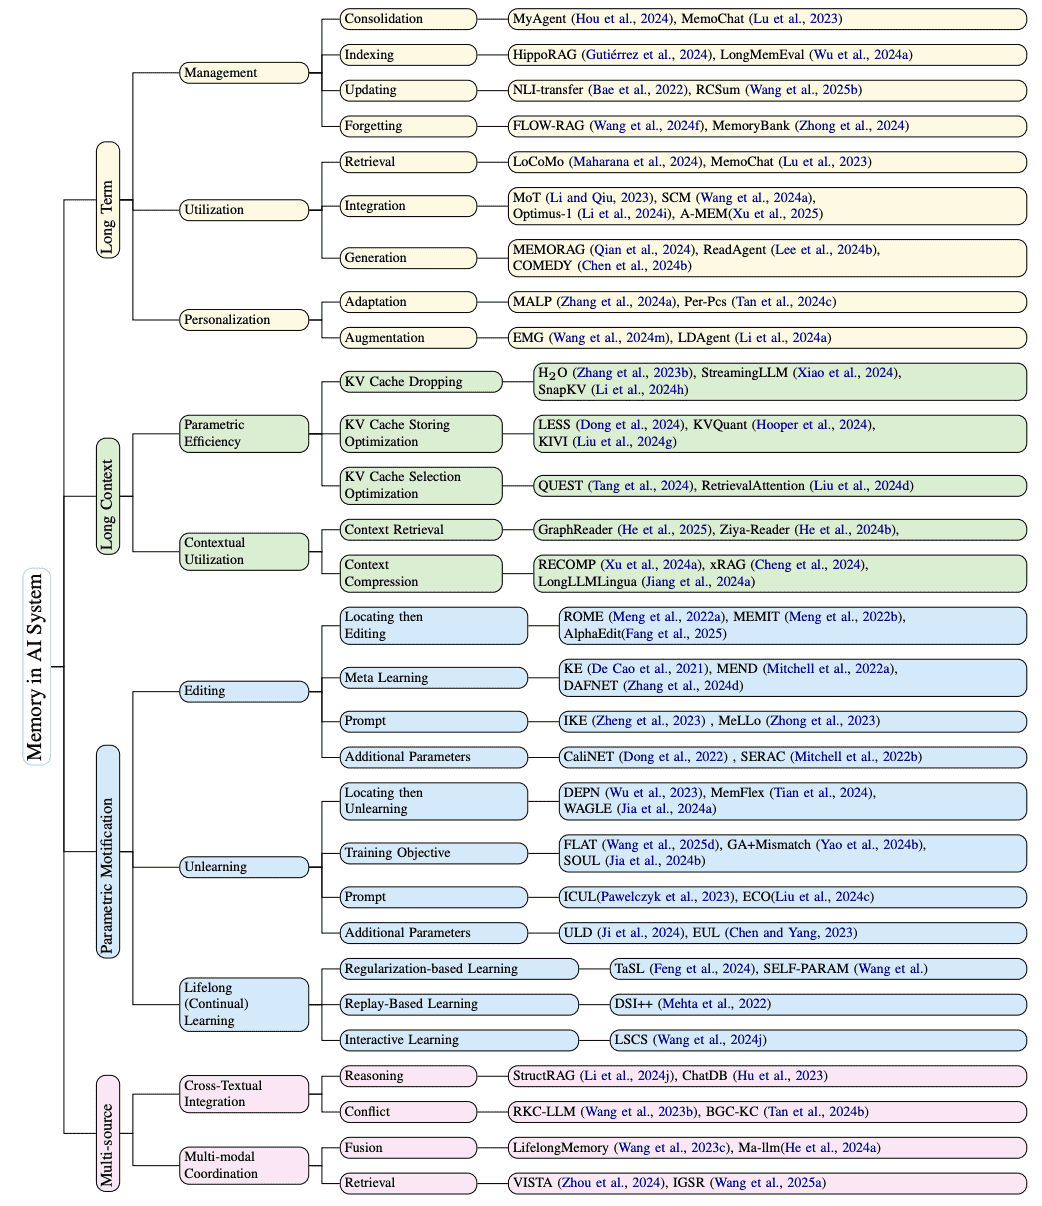 Memory in AI System
Long Term
Management
Consolidation
MyAgent (Hou et al., 2024), MemoChat (Lu et al., 2023)
Indexing
HippoRAG (Gutiérrez et al., 2024), LongMemEval (Wu et al., 2024a)
Updating
NLI-transfer (Bae et al., 2022), RCSum (Wang et al., 2025b)
Forgetting
FLOW-RAG (Wang et al., 2024f), MemoryBank (Zhong et al., 2024)
Utilization
Retrieval
LoCoMo (Maharana et al., 2024), MemoChat (Lu et al., 2023)
Integration
MoT (Li and Qiu, 2023), SCM (Wang et al., 2024a),
Optimus-1 (Li et al., 2024i), A-MEM(Xu et al., 2025)
Generation
MEMORAG (Qian et al., 2024), ReadAgent (Lee et al., 2024b),
COMEDY (Chen et al., 2024b)
Personalization
Adaptation
MALP (Zhang et al., 2024a), Per-Pcs (Tan et al., 2024c)
Augmentation
EMG (Wang et al., 2024m), LDAgent (Li et al., 2024a)
Long Context
Parametric
Efficiency
KV Cache Dropping
H2O (Zhang et al., 2023b), StreamingLLM (Xiao et al., 2024),
SnapKV (Li et al., 2024h)
KV Cache Storing
Optimization
LESS (Dong et al., 2024), KVQuant (Hooper et al., 2024),
KIVI (Liu et al., 2024g)
KV Cache Selection
Optimization
QUEST (Tang et al., 2024), RetrievalAttention (Liu et al., 2024d)
Contextual
Utilization
Context Retrieval
GraphReader (He et al., 2025), Ziya-Reader (He et al., 2024b),
Context
Compression
RECOMP (Xu et al., 2024a), xRAG (Cheng et al., 2024),
LongLLMLingua (Jiang et al., 2024a)
Parametric Motification
Editing
Locating then
Editing
ROME (Meng et al., 2022a), MEMIT (Meng et al., 2022b),
AlphaEdit(Fang et al., 2025)
Meta Learning
KE (De Cao et al., 2021), MEND (Mitchell et al., 2022a),
DAFNET (Zhang et al., 2024d)
Prompt
IKE (Zheng et al., 2023) , MeLLo (Zhong et al., 2023)
Additional Parameters
CaliNET (Dong et al., 2022) , SERAC (Mitchell et al., 2022b)
Unlearning
Locating then
Unlearning
DEPN (Wu et al., 2023), MemFlex (Tian et al., 2024),
WAGLE (Jia et al., 2024a)
Training Objective
FLAT (Wang et al., 2025d), GA+Mismatch (Yao et al., 2024b),
SOUL (Jia et al., 2024b)
Prompt
ICUL(Pawelczyk et al., 2023), ECO(Liu et al., 2024c)
Additional Parameters
ULD (Ji et al., 2024), EUL (Chen and Yang, 2023)
Lifelong
(Continual)
Learning
Regularization-based Learning
TaSL (Feng et al., 2024), SELF-PARAM (Wang et al.)
Replay-Based Learning
DSI++ (Mehta et al., 2022)
Interactive Learning
LSCS (Wang et al., 2024j)
Multi-source
Cross-Textual
Integration
Reasoning
StructRAG (Li et al., 2024j), ChatDB (Hu et al., 2023)
Conflict
RKC-LLM (Wang et al., 2023b), BGC-KC (Tan et al., 2024b)
Multi-modal
Coordination
Fusion
LifelongMemory (Wang et al., 2023c), Ma-llm(He et al., 2024a)
Retrieval
VISTA (Zhou et al., 2024), IGSR (Wang et al., 2025a)